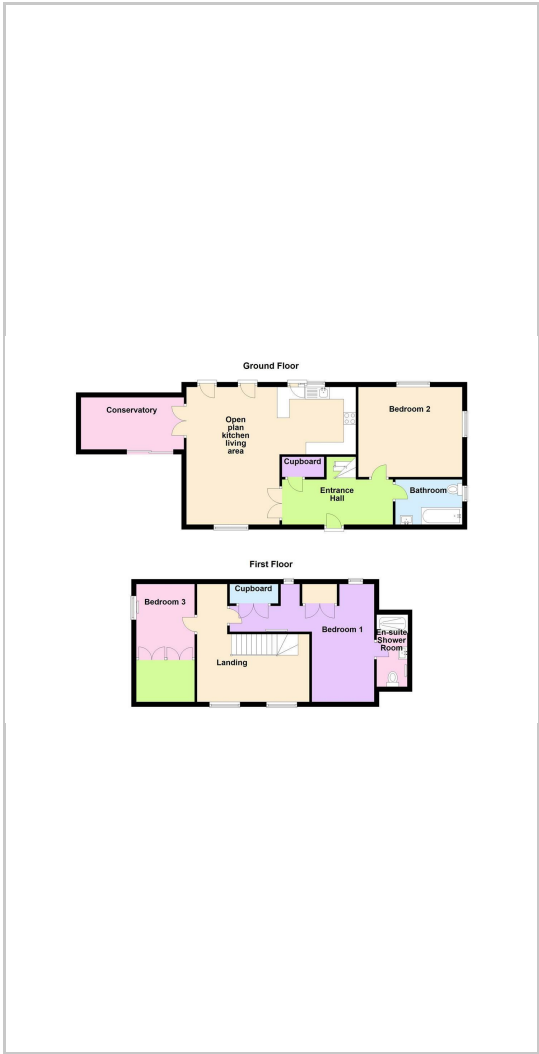 Ground Floor
Conservatory
Open
plan
kitchen
living
area
Bedroom 2
Cupboard
Entrance
Hall
Bathroom
First Floor
Cupboard
Bedroom 3
Bedroom 1
En-suite
Shower
Room
Landing